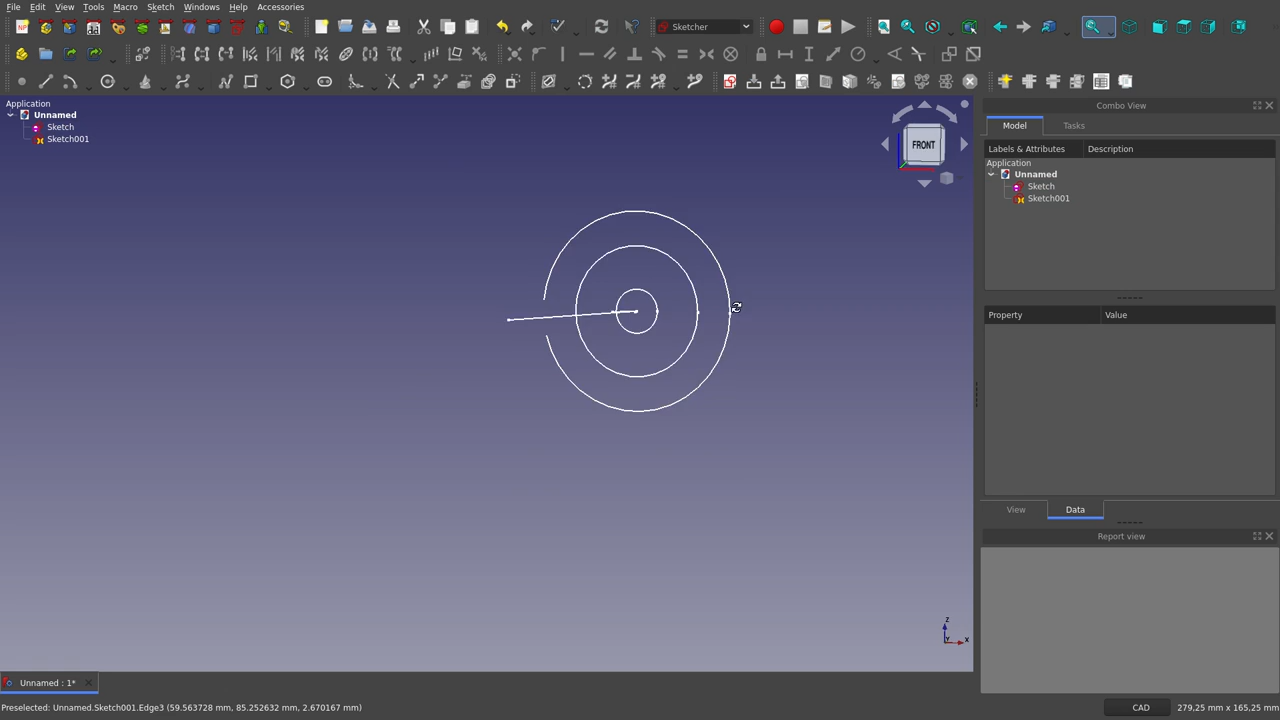 File Edit View Tools Macro Sketch Windows Help Accessories
Sketcher
Application
Unnamed
Sketch
Sketch001
FRONT
Combo View
Model Tasks
Labels & Attributes Description
Application
Unnamed
Sketch
Sketch001
Property Value
View Data
Report view
Z
Y X
Unnamed : 1*
Preselected: Unnamed.Sketch001.Edge3 (59.563728 mm, 85.252632 mm, 2.670167 mm)
CAD
279,25 mm x 165,25 mm